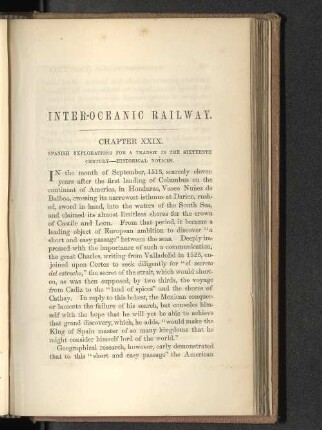 INTER-OCEANIC RAILWAY.
CHAPTER XXIX.
SPANISH EXPLORATIONS FOR A TRANSIT IN THE SIXTEENTH
CENTURY—HISTORICAL NOTICES.
IN the month of September, 1513, scarcely eleven
years after the first landing of Columbus on the
continent of America, in Honduras, Vasco Nuñez de
Balboa, crossing its narrowest isthmus at Darien, rush-
ed, sword in hand, into the waters of the South Sea,
and claimed its almost limitless shores for the crown
of Castile and Leon. From that period, it became a
leading object of European ambition to discover "a
short and easy passage" between the seas. Deeply im-
pressed with the importance of such a communication,
the great Charles, writing from Valladolid in 1523, en-
joined upon Cortez to seek diligently for "el secreto
del estrecho," the secret of the strait, which would short-
en, as was then supposed, by two thirds, the voyage
from Cadiz to the "land of spices" and the shores of
Cathay. In reply to this behest, the Mexican conquer-
or laments the failure of his search, but consoles him-
self with the hope that he will yet be able to achieve
that grand discovery, which, he adds, "would make the
King of Spain master of so many kingdoms that he
might consider himself lord of the world."
Geographical research, however, early demonstrated
that to this "short and easy passage" the American